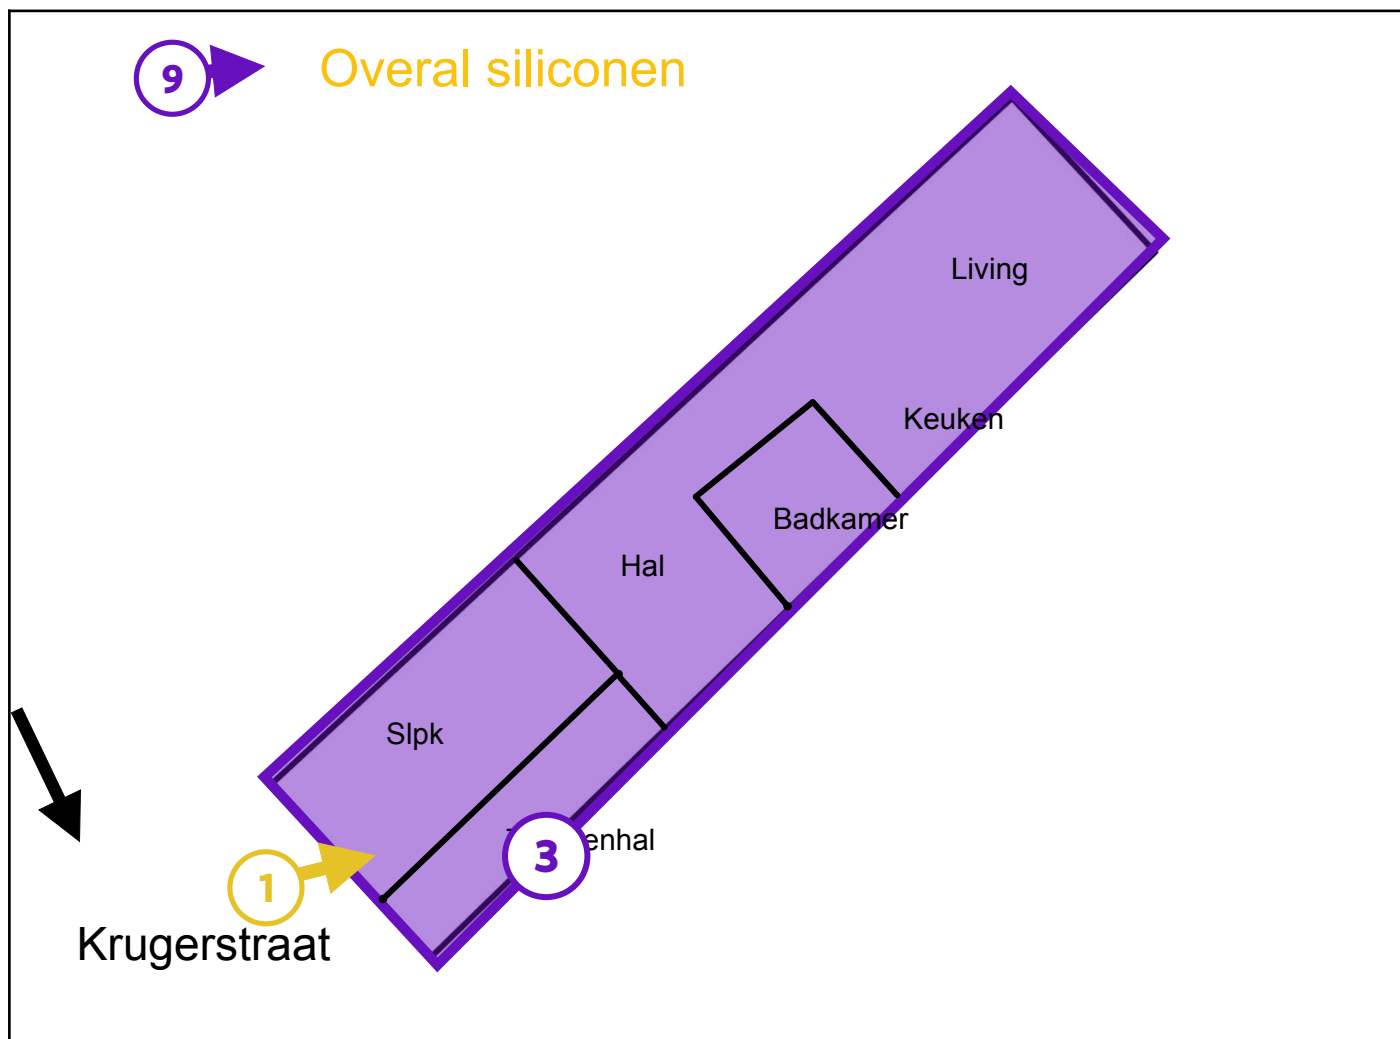 9 Overal siliconen
Living
Keuken
Badkamer
Hal
Slpk
3 enhal
1
Krugerstraat